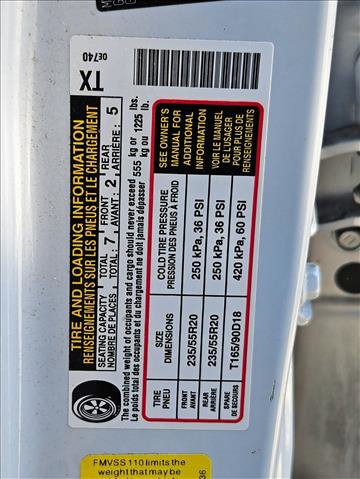 TIRE AND LOADING INFORMATION
RENSEIGNEMENTS SUR LES PNEUS ET LE CHARGEMENT
SEATING CAPACITY TOTAL: 7 FRONT 2 REAR 5
NOMBRE DE PLACES TOTAL: AVANT: ARRIÈRE:
The combined weight of occupants and cargo should never exceed 555 kg or 1225 lbs.
Le poids total des occupants et du chargement ne doit jamais dépasser kg ou lb.
TIRE SIZE COLD TIRE PRESSURE
PNEU DIMENSIONS PRESSION DES PNEUS À FROID
FRONT 235/55R20 250 kPa, 36 PSI
AVANT
REAR 235/55R20 250 kPa, 36 PSI
ARRIÈRE
SPARE T165/90D18 420 kPa, 60 PSI
DE SECOURS
SEE OWNER'S
MANUAL FOR
ADDITIONAL
INFORMATION
VOIR LE MANUEL
DE L'USAGER
POUR PLUS DE
RENSEIGNEMENTS
TX
0E740
FMVSS 110 limits the
weight that may be